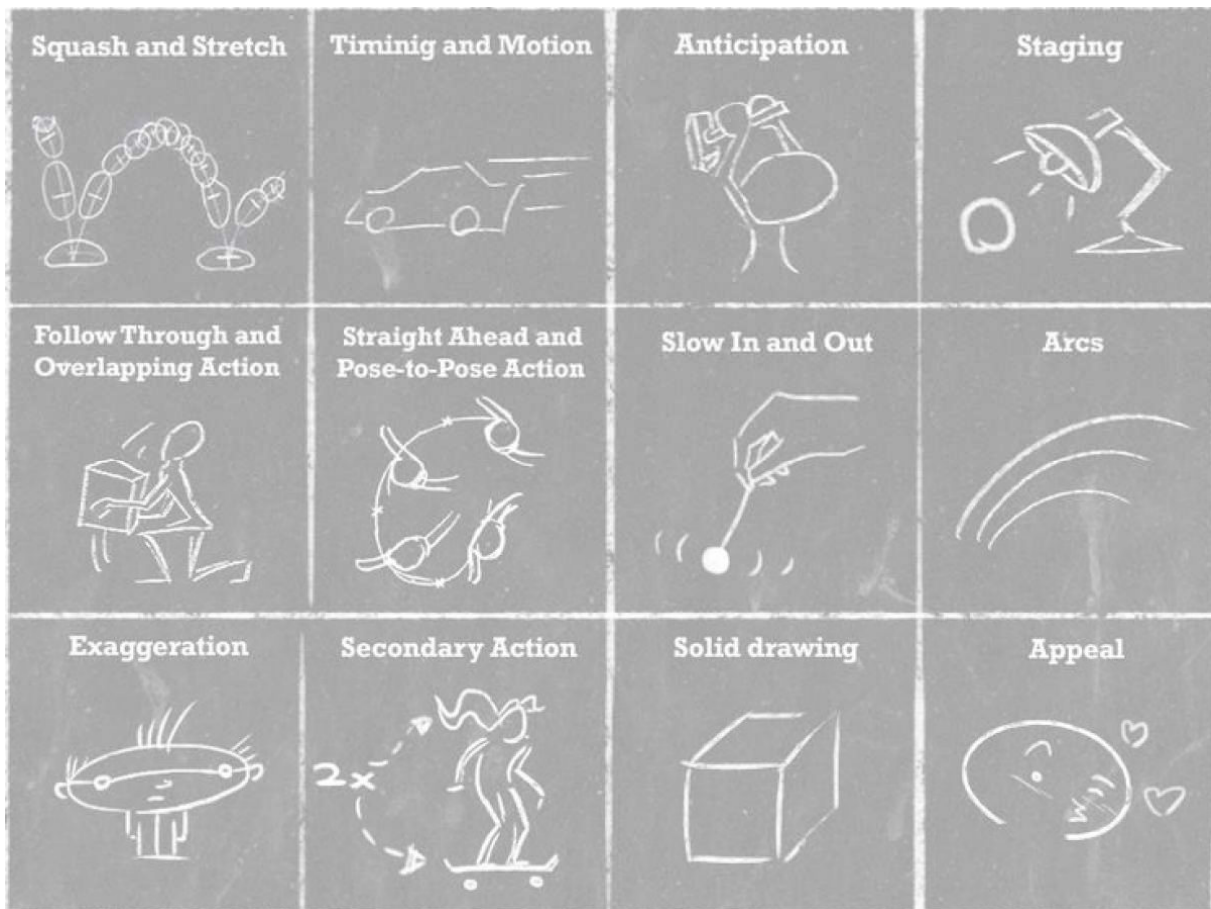 Squash and Stretch
Timinig and Motion
Anticipation
Staging
Follow Through and
Overlapping Action
Straight Ahead and
Pose-to-Pose Action
Slow In and Out
Arcs
Exaggeration
Secondary Action
2x
Solid drawing
Appeal